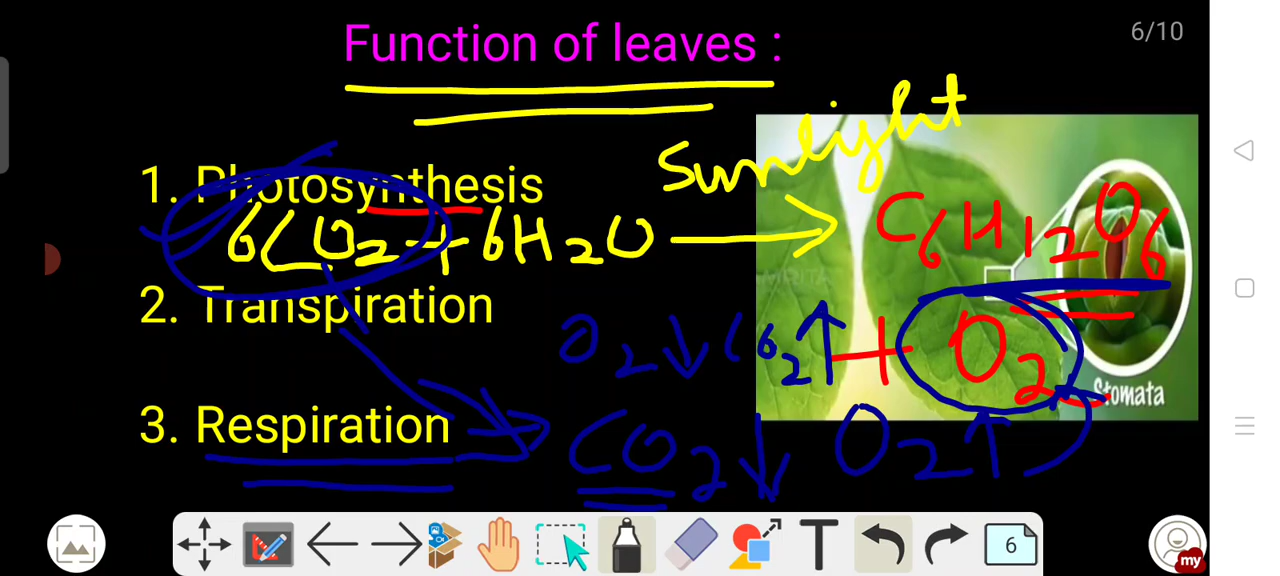 Function of leaves :
6/10
Sunlight
1. Photosynthesis
6CO2 + 6H2O → C6H12O6
2. Transpiration
O2↓ CO2↑ + O2
Stomata
3. Respiration
CO2↓ O2↑
T
6
my